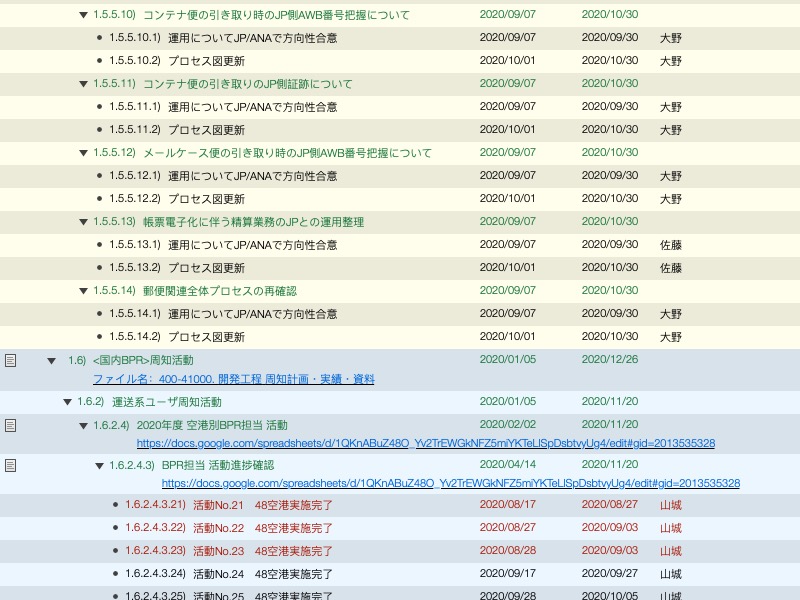 ▼ 1.5.5.10) コンテナ便の引き取り時のJP側AWB番号把握について 2020/09/07 2020/10/30
• 1.5.5.10.1) 運用についてJP/ANAで方向性合意 2020/09/07 2020/09/30 大野
• 1.5.5.10.2) プロセス図更新 2020/10/01 2020/10/30 大野
▼ 1.5.5.11) コンテナ便の引き取りのJP側証跡について 2020/09/07 2020/10/30
• 1.5.5.11.1) 運用についてJP/ANAで方向性合意 2020/09/07 2020/09/30 大野
• 1.5.5.11.2) プロセス図更新 2020/10/01 2020/10/30 大野
▼ 1.5.5.12) メールケース便の引き取り時のJP側AWB番号把握について 2020/09/07 2020/10/30
• 1.5.5.12.1) 運用についてJP/ANAで方向性合意 2020/09/07 2020/09/30 大野
• 1.5.5.12.2) プロセス図更新 2020/10/01 2020/10/30 大野
▼ 1.5.5.13) 帳票電子化に伴う精算業務のJPとの運用整理 2020/09/07 2020/10/30
• 1.5.5.13.1) 運用についてJP/ANAで方向性合意 2020/09/07 2020/09/30 佐藤
• 1.5.5.13.2) プロセス図更新 2020/10/01 2020/10/30 佐藤
▼ 1.5.5.14) 郵便関連全体プロセスの再確認 2020/09/07 2020/10/30
• 1.5.5.14.1) 運用についてJP/ANAで方向性合意 2020/09/07 2020/09/30 大野
• 1.5.5.14.2) プロセス図更新 2020/10/01 2020/10/30 大野
▼ 1.6) <国内BPR>周知活動 2020/01/05 2020/12/26
ファイル名：400-41000. 開発工程 周知計画・実績・資料
▼ 1.6.2) 運送系ユーザ周知活動 2020/01/05 2020/11/20
▼ 1.6.2.4) 2020年度 空港別BPR担当 活動 2020/02/02 2020/11/20
https://docs.google.com/spreadsheets/d/1QKnABuZ48O_Yv2TrEWGkNFZ5miYKTeLlSpDsbtvyUg4/edit#gid=2013535328
▼ 1.6.2.4.3) BPR担当 活動進捗確認 2020/04/14 2020/11/20
https://docs.google.com/spreadsheets/d/1QKnABuZ48O_Yv2TrEWGkNFZ5miYKTeLlSpDsbtvyUg4/edit#gid=2013535328
• 1.6.2.4.3.21) 活動No.21 48空港実施完了 2020/08/17 2020/08/27 山城
• 1.6.2.4.3.22) 活動No.22 48空港実施完了 2020/08/27 2020/09/03 山城
• 1.6.2.4.3.23) 活動No.23 48空港実施完了 2020/08/28 2020/09/03 山城
• 1.6.2.4.3.24) 活動No.24 48空港実施完了 2020/09/17 2020/09/27 山城
• 1.6.2.4.3.25) 活動No.25 48空港実施完了 2020/09/28 2020/10/05 山城